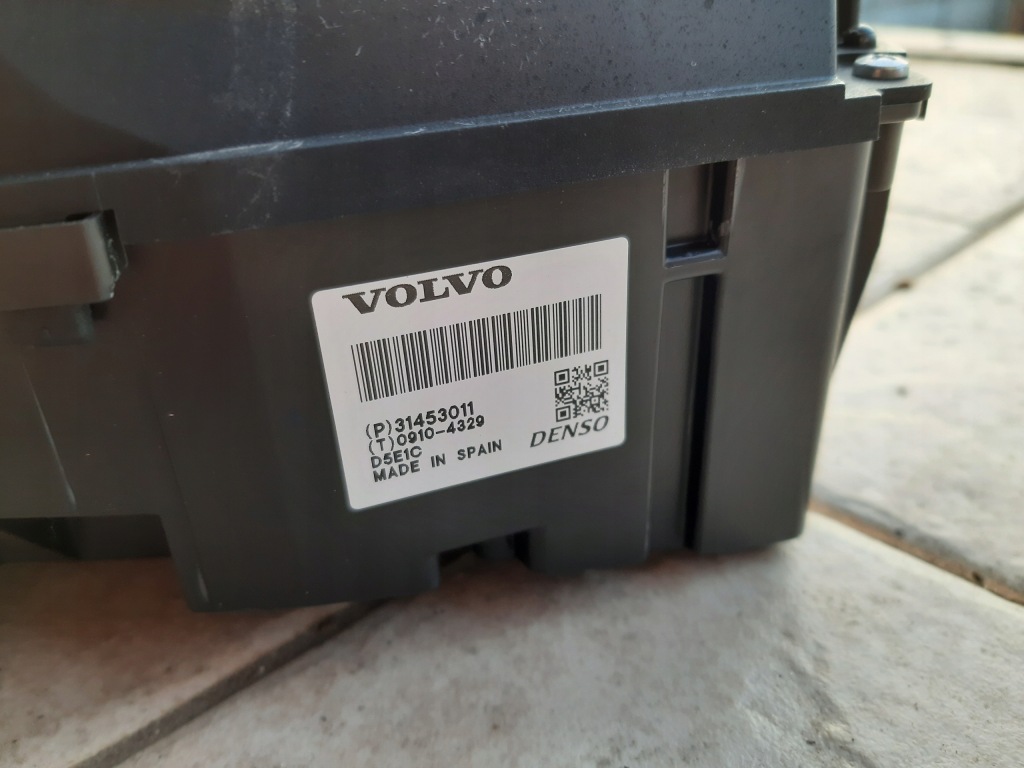 VOLVO
(P)31453011
(T)0910-4329
D5E1C
MADE IN SPAIN
DENSO